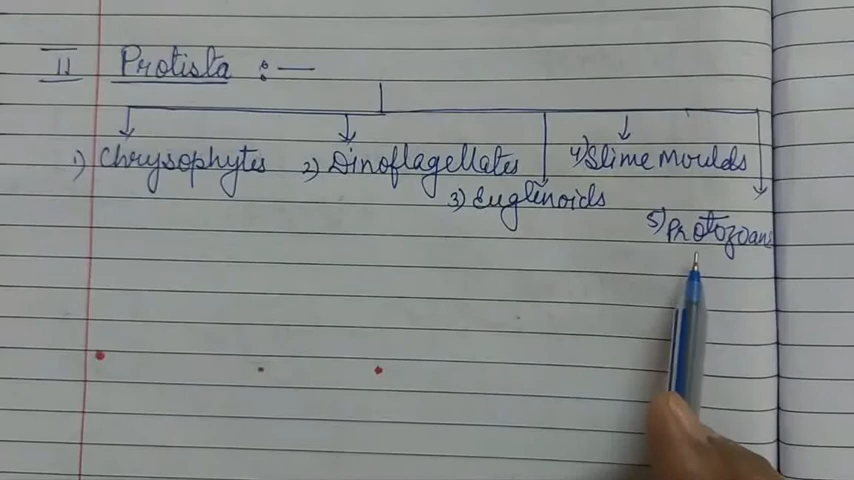 II Protista :—
1) Chrysophytes 2) Dinoflagellates 4) Slime Moulds
3) Euglenoids
5) Protozoans